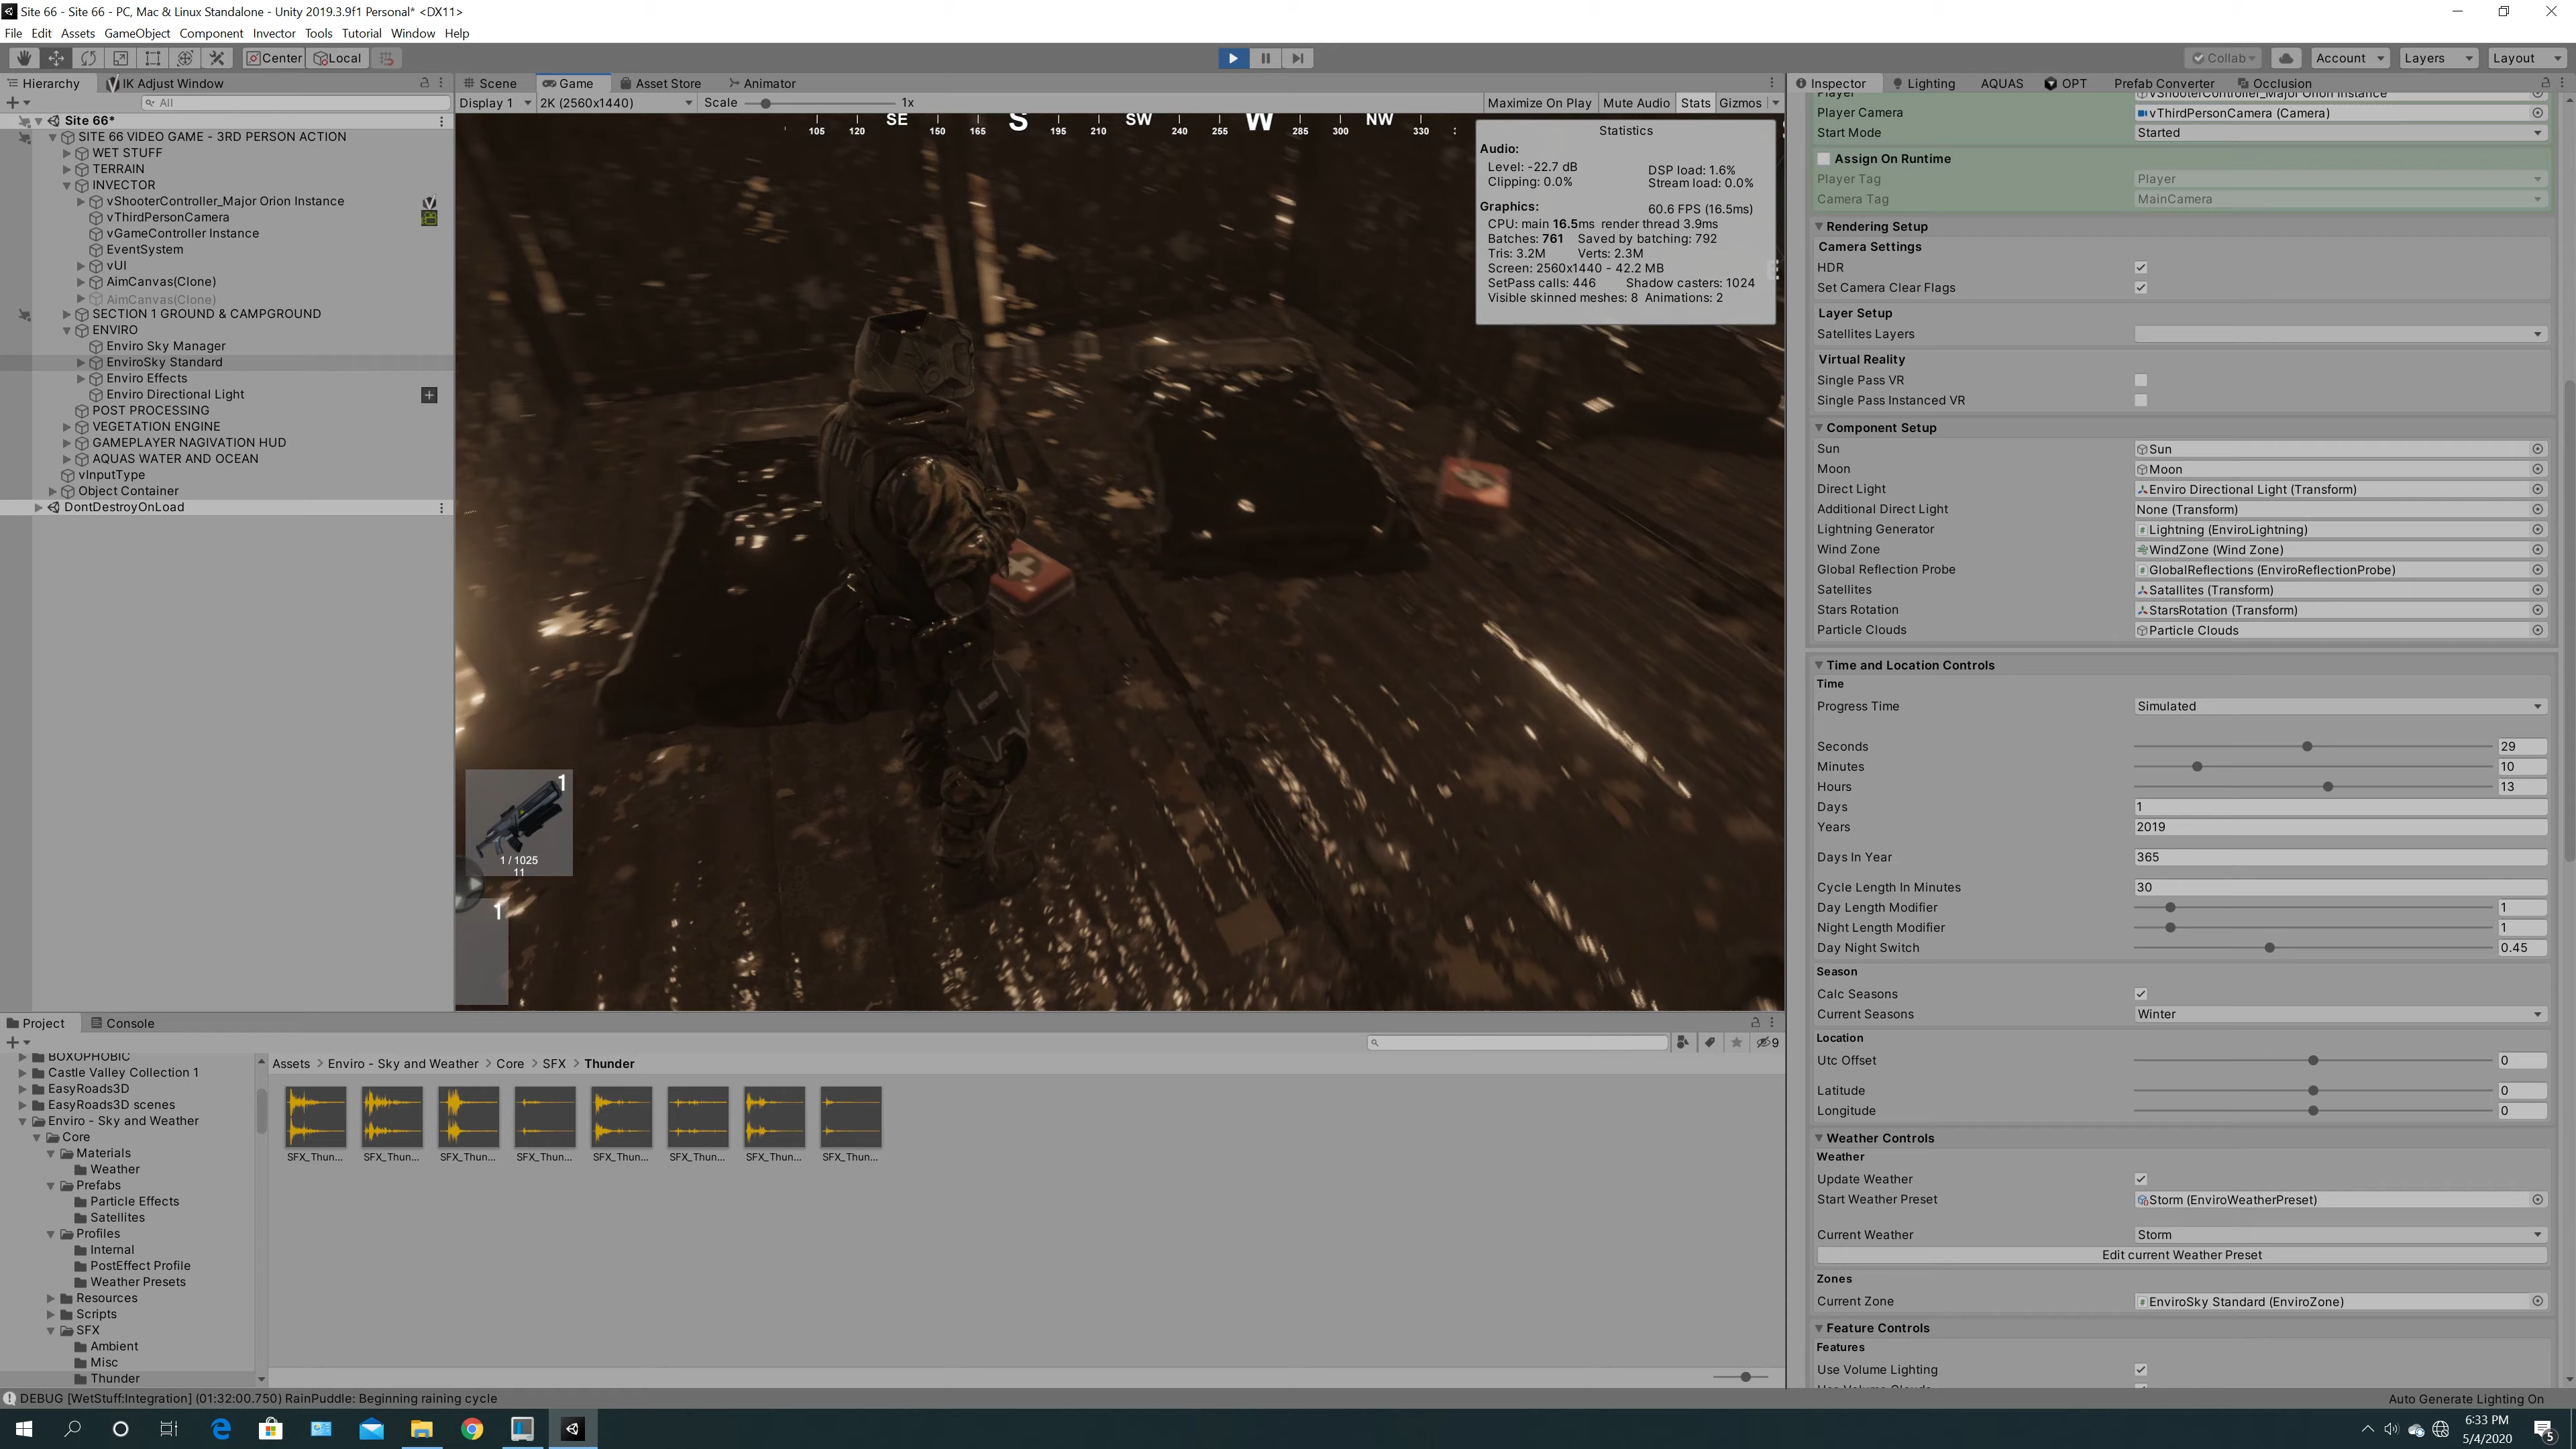 Site 66 - Site 66 - PC, Mac & Linux Standalone - Unity 2019.3.9f1 Personal* <DX11>
File Edit Assets GameObject Component Invector Tools Tutorial Window Help
Center Local Collab Account Layers Layout
Hierarchy IK Adjust Window
All
Site 66*
SITE 66 VIDEO GAME - 3RD PERSON ACTION
WET STUFF
TERRAIN
INVECTOR
vShooterController_Major Orion Instance
vThirdPersonCamera
vGameController Instance
EventSystem
vUI
AimCanvas(Clone)
AimCanvas(Clone)
SECTION 1 GROUND & CAMPGROUND
ENVIRO
Enviro Sky Manager
EnviroSky Standard
Enviro Effects
Enviro Directional Light
POST PROCESSING
VEGETATION ENGINE
GAMEPLAYER NAGIVATION HUD
AQUAS WATER AND OCEAN
vInputType
Object Container
DontDestroyOnLoad
Scene Game Asset Store Animator
Display 1 2K (2560x1440) Scale 1x Maximize On Play Mute Audio Stats Gizmos
105 120 SE 150 165 S 195 210 SW 240 255 W 285 300 NW 330
Statistics
Audio:
Level: -22.7 dB DSP load: 1.6%
Clipping: 0.0% Stream load: 0.0%
Graphics: 60.6 FPS (16.5ms)
CPU: main 16.5ms render thread 3.9ms
Batches: 761 Saved by batching: 792
Tris: 3.2M Verts: 2.3M
Screen: 2560x1440 - 42.2 MB
SetPass calls: 446 Shadow casters: 1024
Visible skinned meshes: 8 Animations: 2
E
1
1 / 1025
11
1
Inspector Lighting AQUAS OPT Prefab Converter Occlusion
Player vShooterController_Major Orion Instance
Player Camera vThirdPersonCamera (Camera)
Start Mode Started
Assign On Runtime
Player Tag Player
Camera Tag MainCamera
Rendering Setup
Camera Settings
HDR
Set Camera Clear Flags
Layer Setup
Satellites Layers
Virtual Reality
Single Pass VR
Single Pass Instanced VR
Component Setup
Sun Sun
Moon Moon
Direct Light Enviro Directional Light (Transform)
Additional Direct Light None (Transform)
Lightning Generator Lightning (EnviroLightning)
Wind Zone WindZone (Wind Zone)
Global Reflection Probe GlobalReflections (EnviroReflectionProbe)
Satellites Satallites (Transform)
Stars Rotation StarsRotation (Transform)
Particle Clouds Particle Clouds
Time and Location Controls
Time
Progress Time Simulated
Seconds 29
Minutes 10
Hours 13
Days 1
Years 2019
Days In Year 365
Cycle Length In Minutes 30
Day Length Modifier 1
Night Length Modifier 1
Day Night Switch 0.45
Season
Calc Seasons
Current Seasons Winter
Location
Utc Offset 0
Latitude 0
Longitude 0
Weather Controls
Weather
Update Weather
Start Weather Preset Storm (EnviroWeatherPreset)
Current Weather Storm
Edit current Weather Preset
Zones
Current Zone EnviroSky Standard (EnviroZone)
Feature Controls
Features
Use Volume Lighting
Project Console
9
BOXOPHOBIC
Castle Valley Collection 1
EasyRoads3D
EasyRoads3D scenes
Enviro - Sky and Weather
Core
Materials
Weather
Prefabs
Particle Effects
Satellites
Profiles
Internal
PostEffect Profile
Weather Presets
Resources
Scripts
SFX
Ambient
Misc
Thunder
Assets > Enviro - Sky and Weather > Core > SFX > Thunder
SFX_Thun... SFX_Thun... SFX_Thun... SFX_Thun... SFX_Thun... SFX_Thun... SFX_Thun... SFX_Thun...
DEBUG [WetStuff:Integration] (01:32:00.750) RainPuddle: Beginning raining cycle
Auto Generate Lighting On
6:33 PM
5/4/2020
5